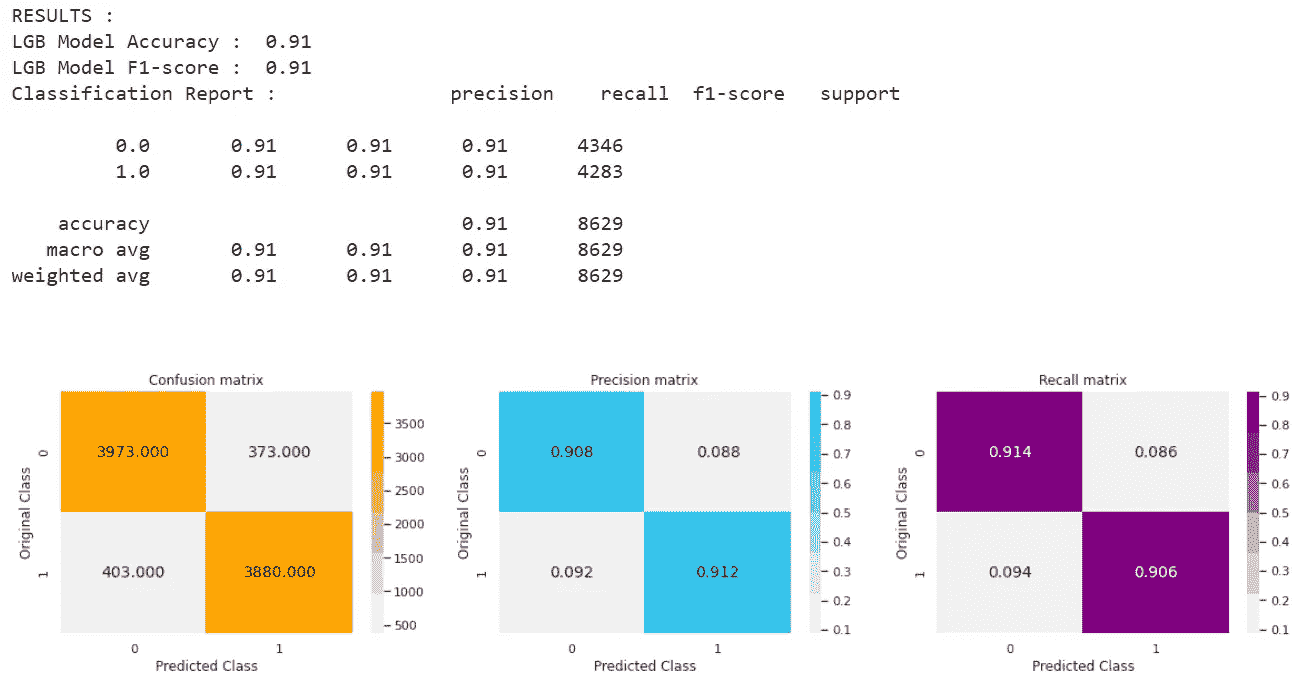 RESULTS :
LGB Model Accuracy :  0.91
LGB Model F1-score :  0.91
Classification Report :               precision    recall  f1-score   support

         0.0       0.91      0.91      0.91      4346
         1.0       0.91      0.91      0.91      4283

    accuracy                           0.91      8629
   macro avg       0.91      0.91      0.91      8629
weighted avg       0.91      0.91      0.91      8629

Confusion matrix
Original Class
0
1
3973.000 373.000
403.000 3880.000
0 1
Predicted Class
3500
3000
2500
2000
1500
1000
500
Precision matrix
Original Class
0
1
0.908 0.088
0.092 0.912
0 1
Predicted Class
0.9
0.8
0.7
0.6
0.5
0.4
0.3
0.2
0.1
Recall matrix
Original Class
0
1
0.914 0.086
0.094 0.906
0 1
Predicted Class
0.9
0.8
0.7
0.6
0.5
0.4
0.3
0.2
0.1